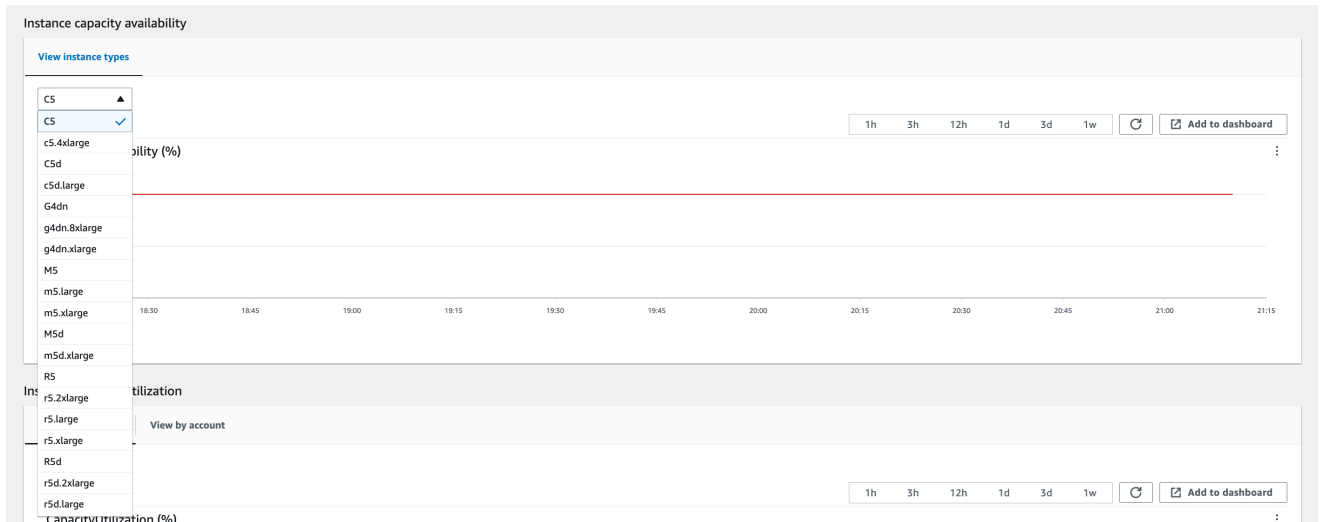 Instance capacity availability
View instance types
C5
C5
1h 3h 12h 1d 3d 1w Add to dashboard
c5.4xlarge
bility (%)
C5d
c5d.large
G4dn
g4dn.8xlarge
g4dn.xlarge
M5
m5.large
m5.xlarge
18:30 18:45 19:00 19:15 19:30 19:45 20:00 20:15 20:30 20:45 21:00 21:15
M5d
m5d.xlarge
R5
Ins tilization
r5.2xlarge
r5.large
View by account
r5.xlarge
R5d
r5d.2xlarge
1h 3h 12h 1d 3d 1w Add to dashboard
r5d.large
CapacityUtilization (%)